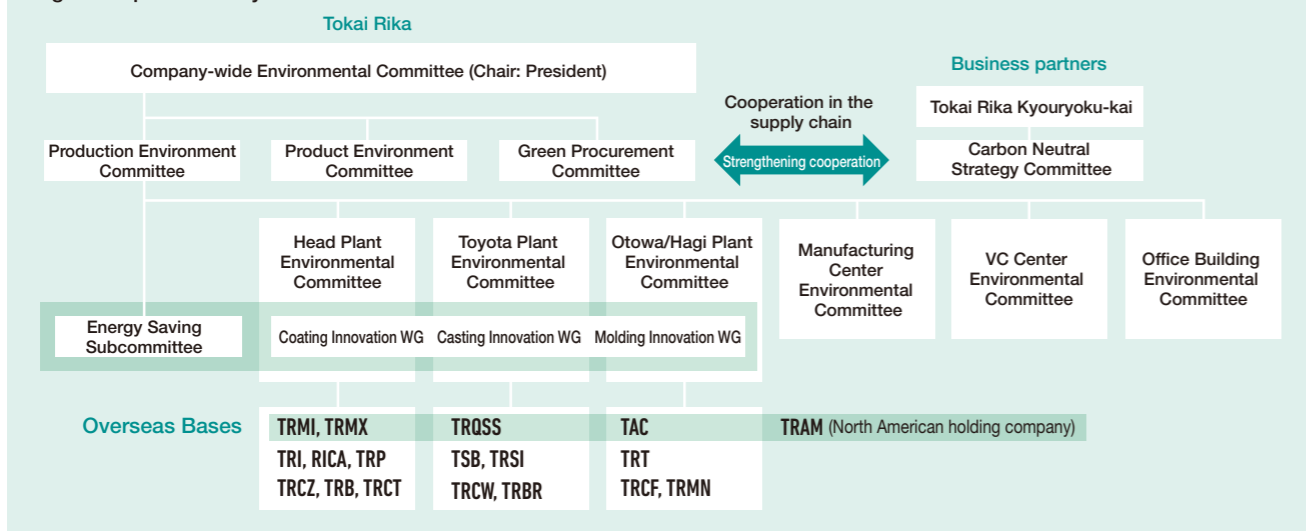 Tokai Rika
Company-wide Environmental Committee (Chair: President)
Business partners
Tokai Rika Kyouryoku-kai
Carbon Neutral
Strategy Committee
Cooperation in the
supply chain
Strengthening cooperation
Production Environment
Committee
Product Environment
Committee
Green Procurement
Committee
Head Plant
Environmental
Committee
Toyota Plant
Environmental
Committee
Otowa/Hagi Plant
Environmental
Committee
Manufacturing
Center
Environmental
Committee
VC Center
Environmental
Committee
Office Building
Environmental
Committee
Energy Saving
Subcommittee
Coating Innovation WG
Casting Innovation WG
Molding Innovation WG
Overseas Bases
TRMI, TRMX
TRI, RICA, TRP
TRCZ, TRB, TRCT
TRQSS
TSB, TRSI
TRCW, TRBR
TAC
TRT
TRCF, TRMN
TRAM (North American holding company)